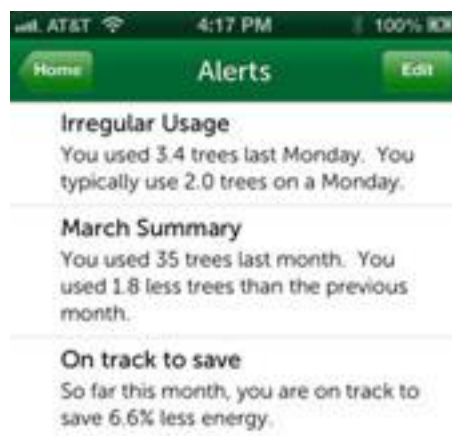 AT&T 4:17 PM 100%
Home Alerts Edit
Irregular Usage
You used 3.4 trees last Monday. You
typically use 2.0 trees on a Monday.
March Summary
You used 35 trees last month. You
used 1.8 less trees than the previous
month.
On track to save
So far this month, you are on track to
save 6.6% less energy.